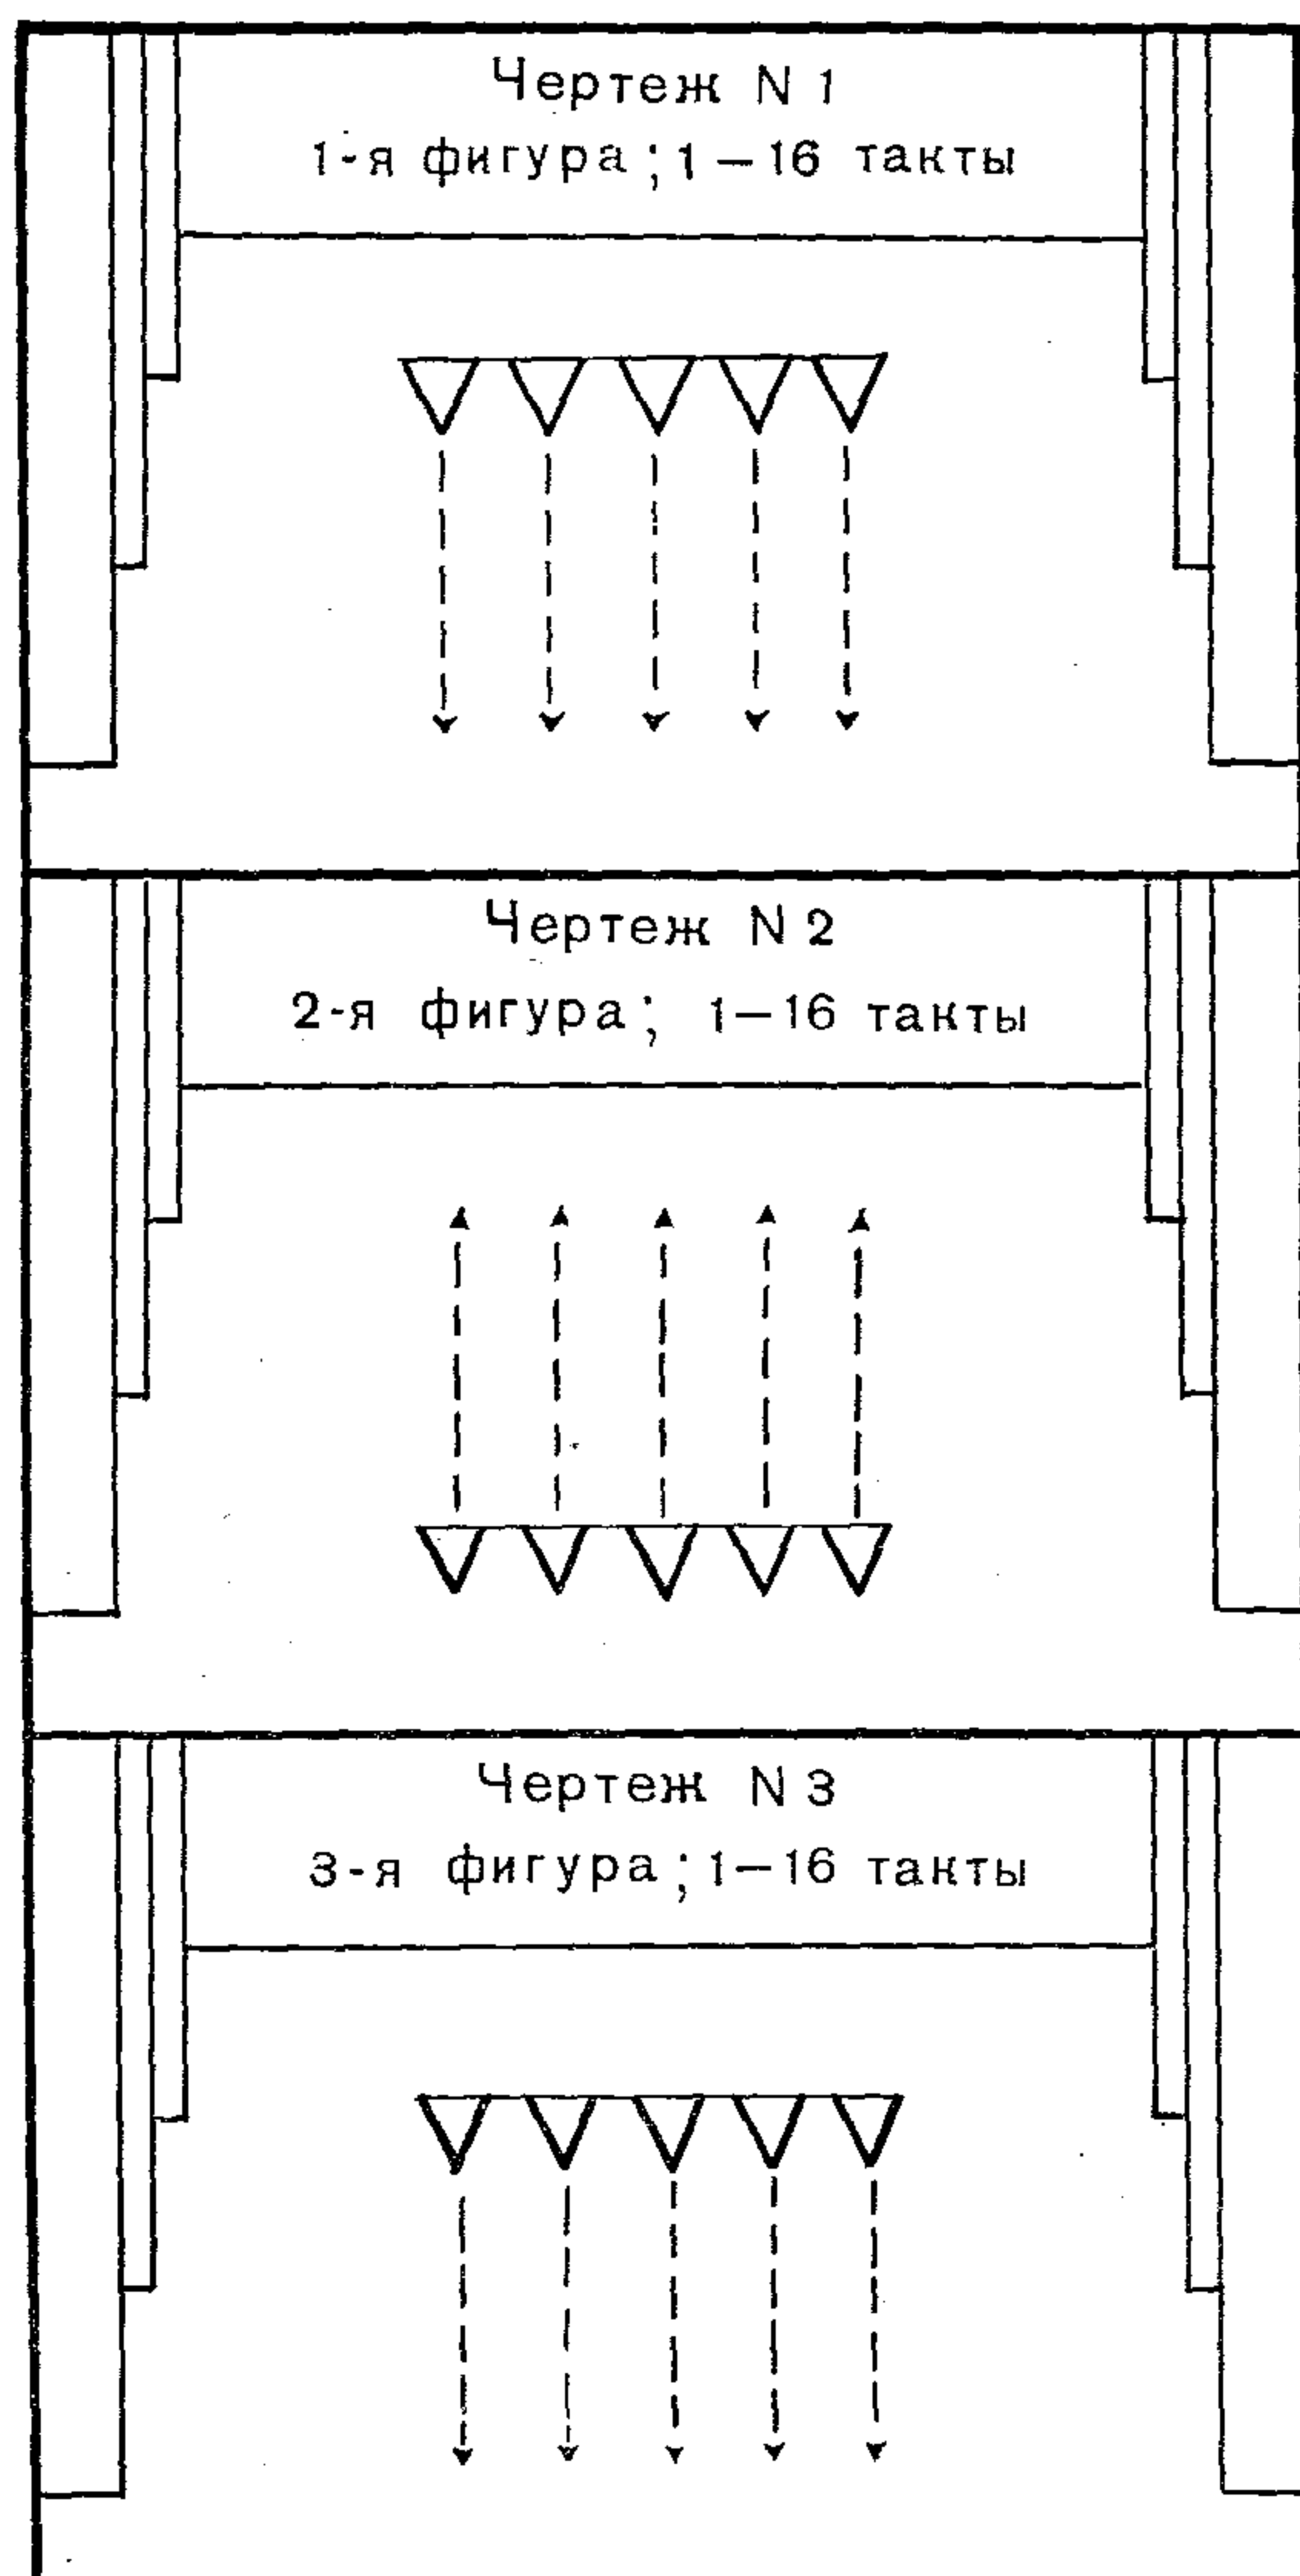 Чертеж N 1
1-я фигура; 1–16 такты
Чертеж N 2
2-я фигура; 1–16 такты
Чертеж N 3
3-я фигура; 1–16 такты